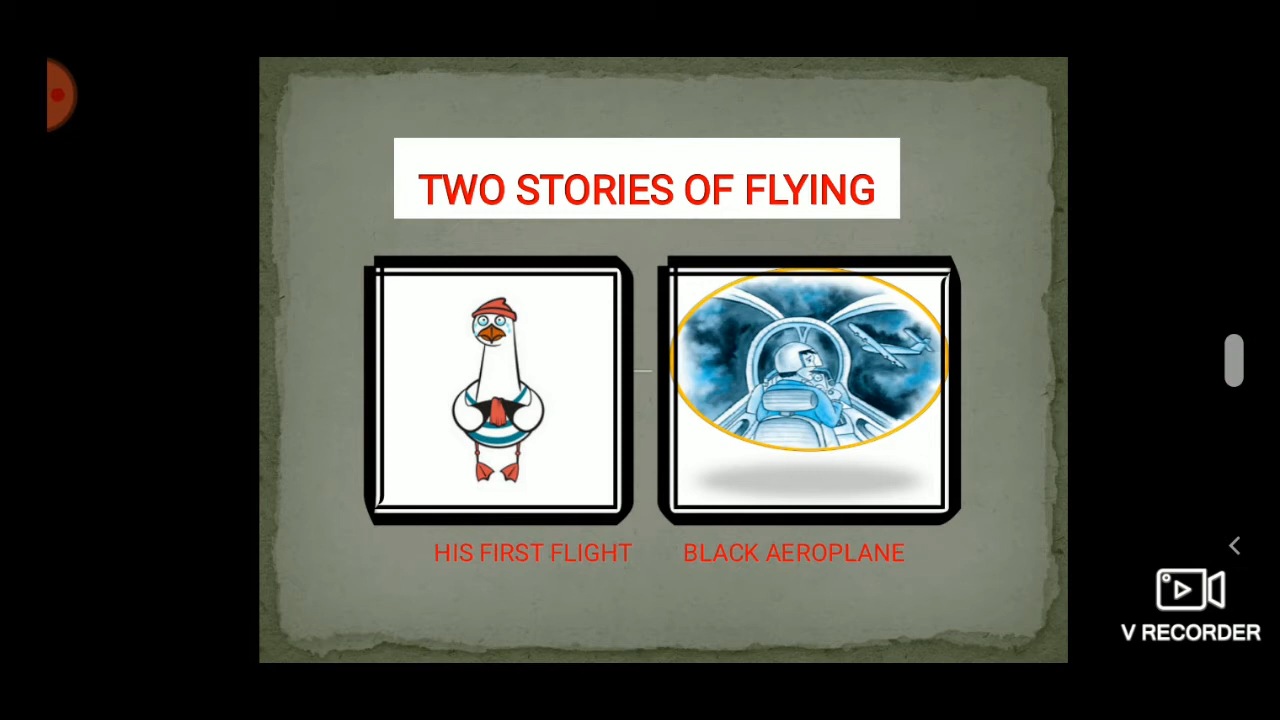 TWO STORIES OF FLYING
HIS FIRST FLIGHT
BLACK AEROPLANE
V RECORDER